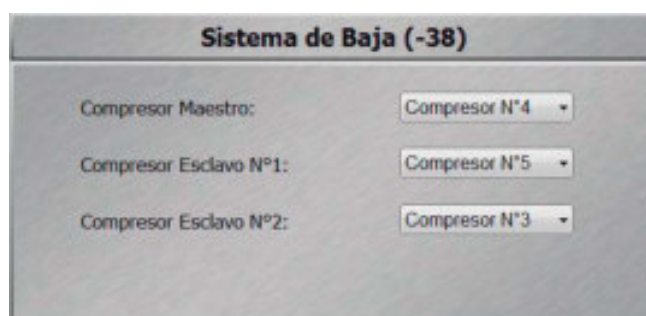 Sistema de Baja (-38)
Compresor Maestro: Compresor N°4
Compresor Esclavo N°1: Compresor N°5
Compresor Esclavo N°2: Compresor N°3